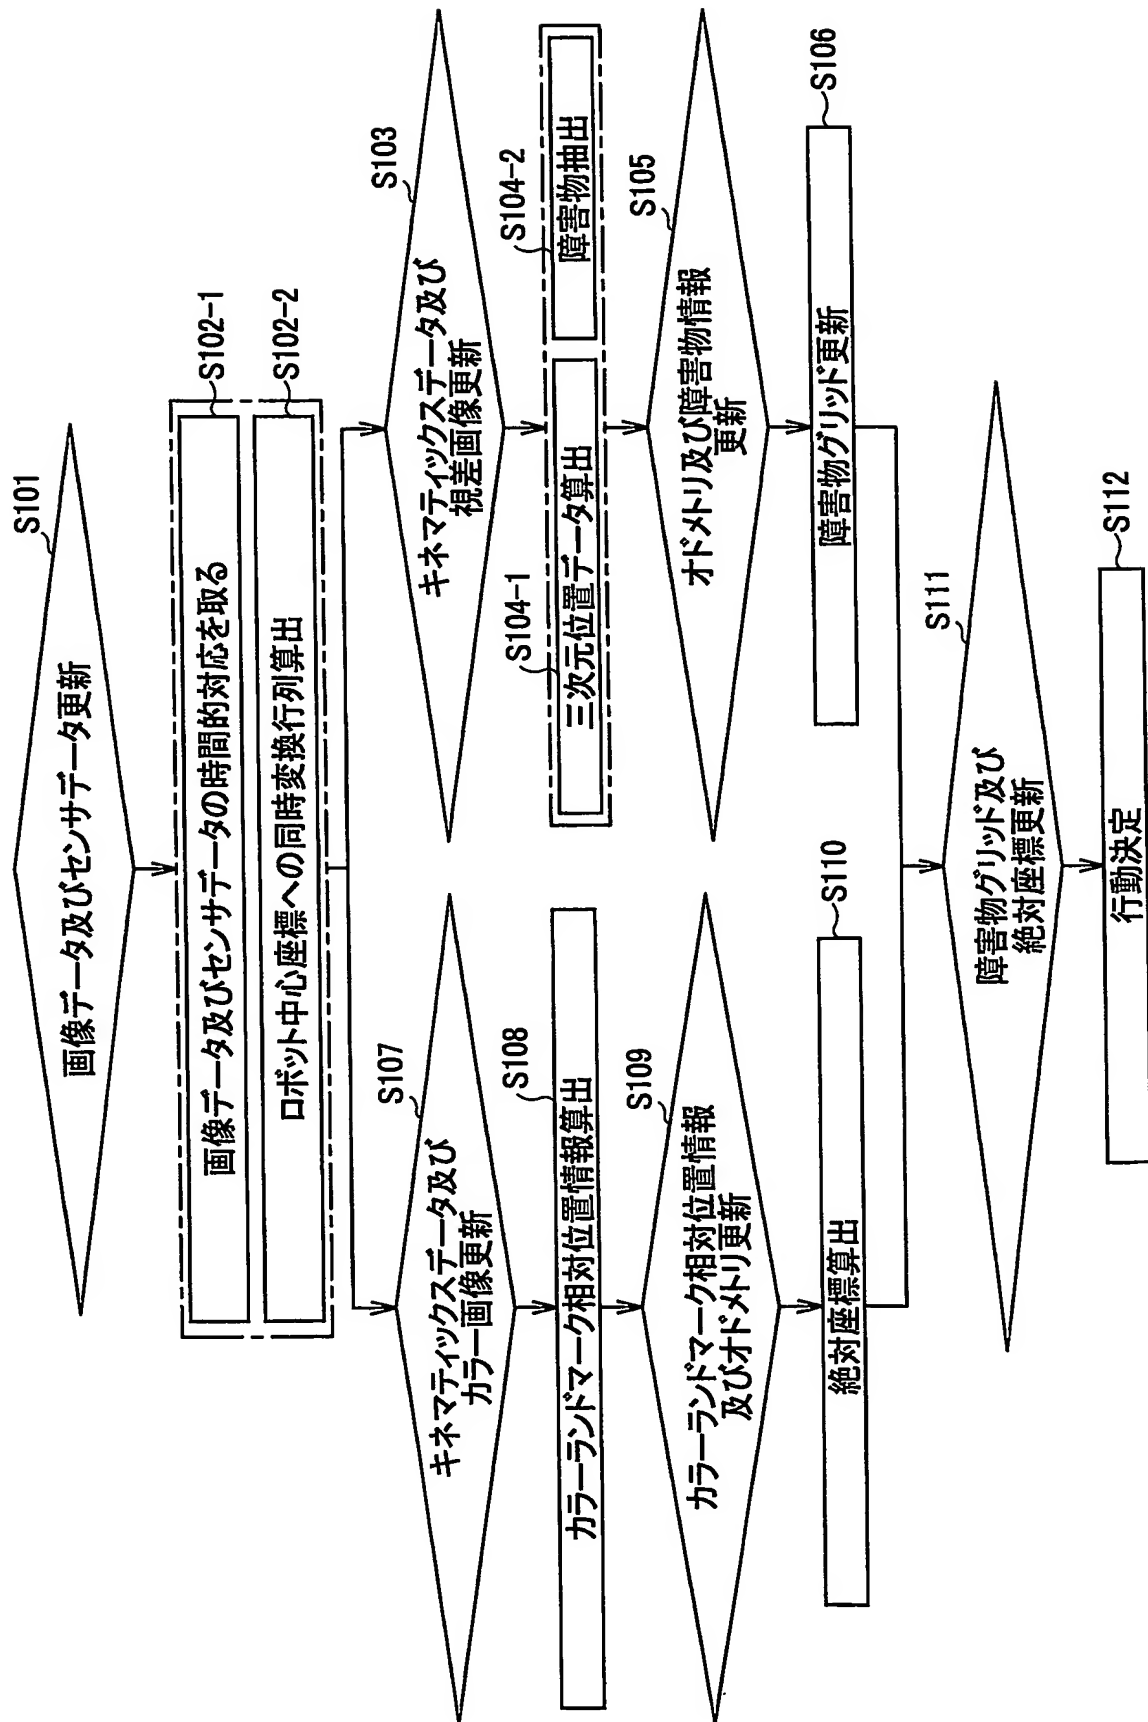 S101
画像データ及びセンサデータ更新
S102-1
画像データ及びセンサデータの時間的対応を取る
S102-2
ロボット中心座標への同時変換行列算出
S103
キネマティックスデータ及び
視差画像更新
S104-1
三次元位置データ算出
S104-2
障害物抽出
S105
オドメトリ及び障害物情報
更新
S106
障害物グリッド更新
S107
キネマティックスデータ及び
カラー画像更新
S108
カラーランドマーク相対位置情報算出
S109
カラーランドマーク相対位置情報
及びオドメトリ更新
S110
絶対座標算出
S111
障害物グリッド及び
絶対座標更新
S112
行動決定